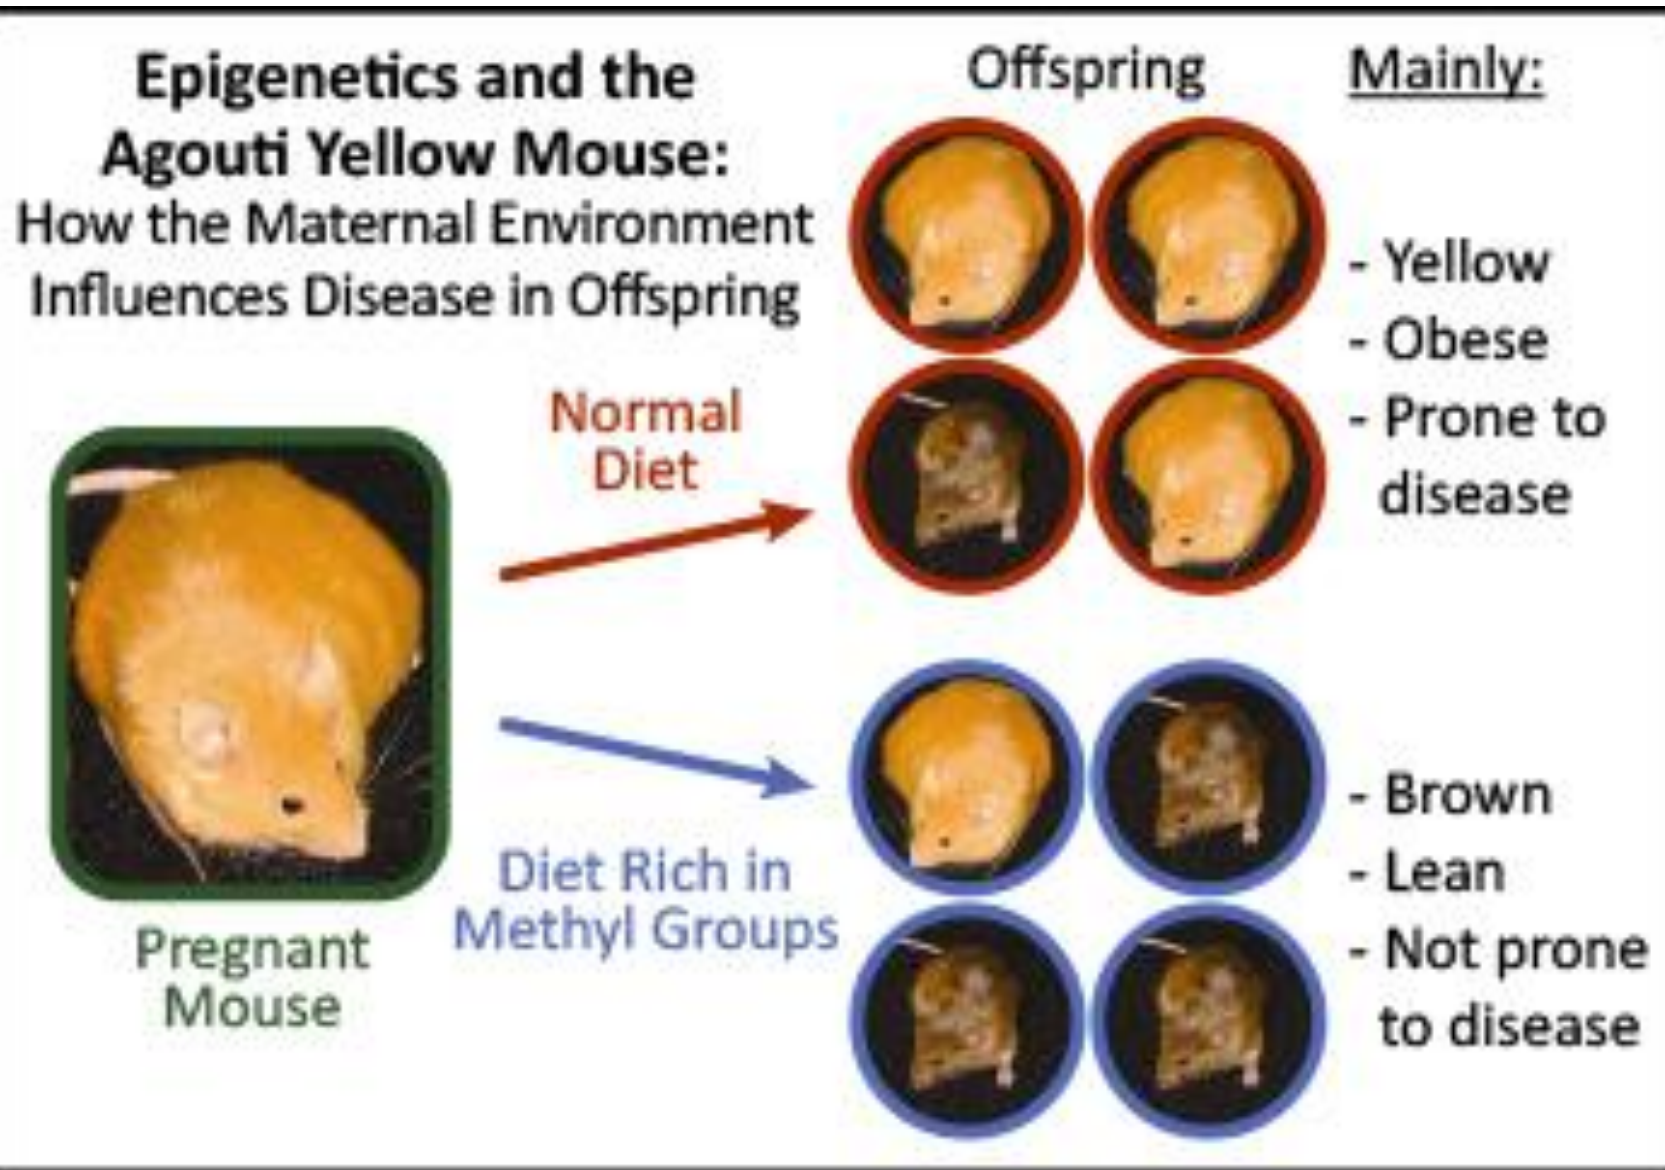 Epigenetics and the
Agouti Yellow Mouse:
How the Maternal Environment
Influences Disease in Offspring
Offspring
Mainly:
Normal
Diet
- Yellow
- Obese
- Prone to
disease
Pregnant
Mouse
Diet Rich in
Methyl Groups
- Brown
- Lean
- Not prone
to disease